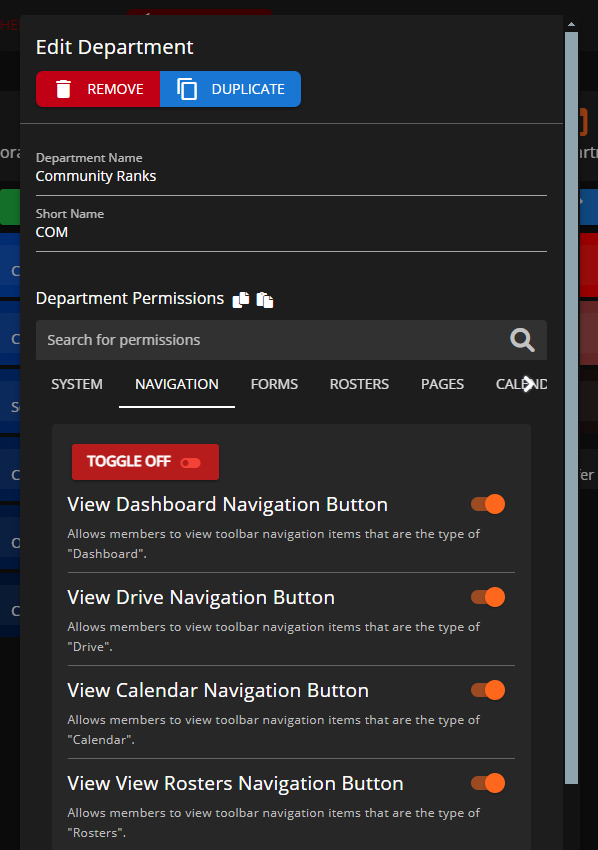 Edit Department
REMOVE
DUPLICATE
Department Name
Community Ranks
Short Name
COM
Department Permissions
Search for permissions
SYSTEM NAVIGATION FORMS ROSTERS PAGES
TOGGLE OFF
View Dashboard Navigation Button
Allows members to view toolbar navigation items that are the type of
"Dashboard".
View Drive Navigation Button
Allows members to view toolbar navigation items that are the type of
"Drive".
View Calendar Navigation Button
Allows members to view toolbar navigation items that are the type of
"Calendar".
View View Rosters Navigation Button
Allows members to view toolbar navigation items that are the type of
"Rosters".